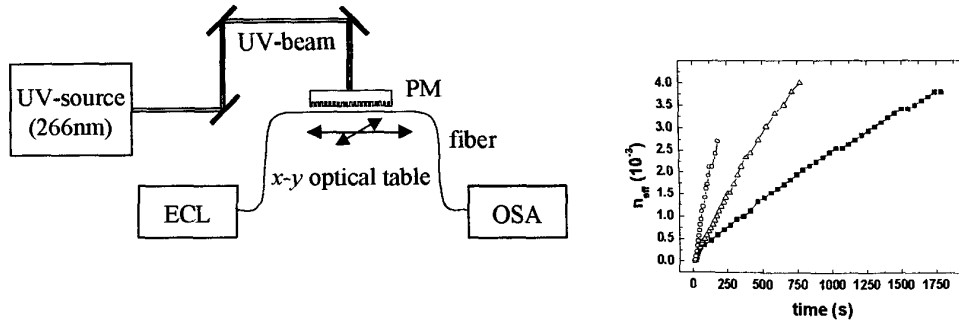 UV-beam
UV-source
(266nm)
PM
fiber
x-y optical table
ECL
OSA
n_eff (10^-3)
4.0
3.5
3.0
2.5
2.0
1.5
1.0
0.5
0.0
0 250 500 750 1000 1250 1500 1750
time (s)